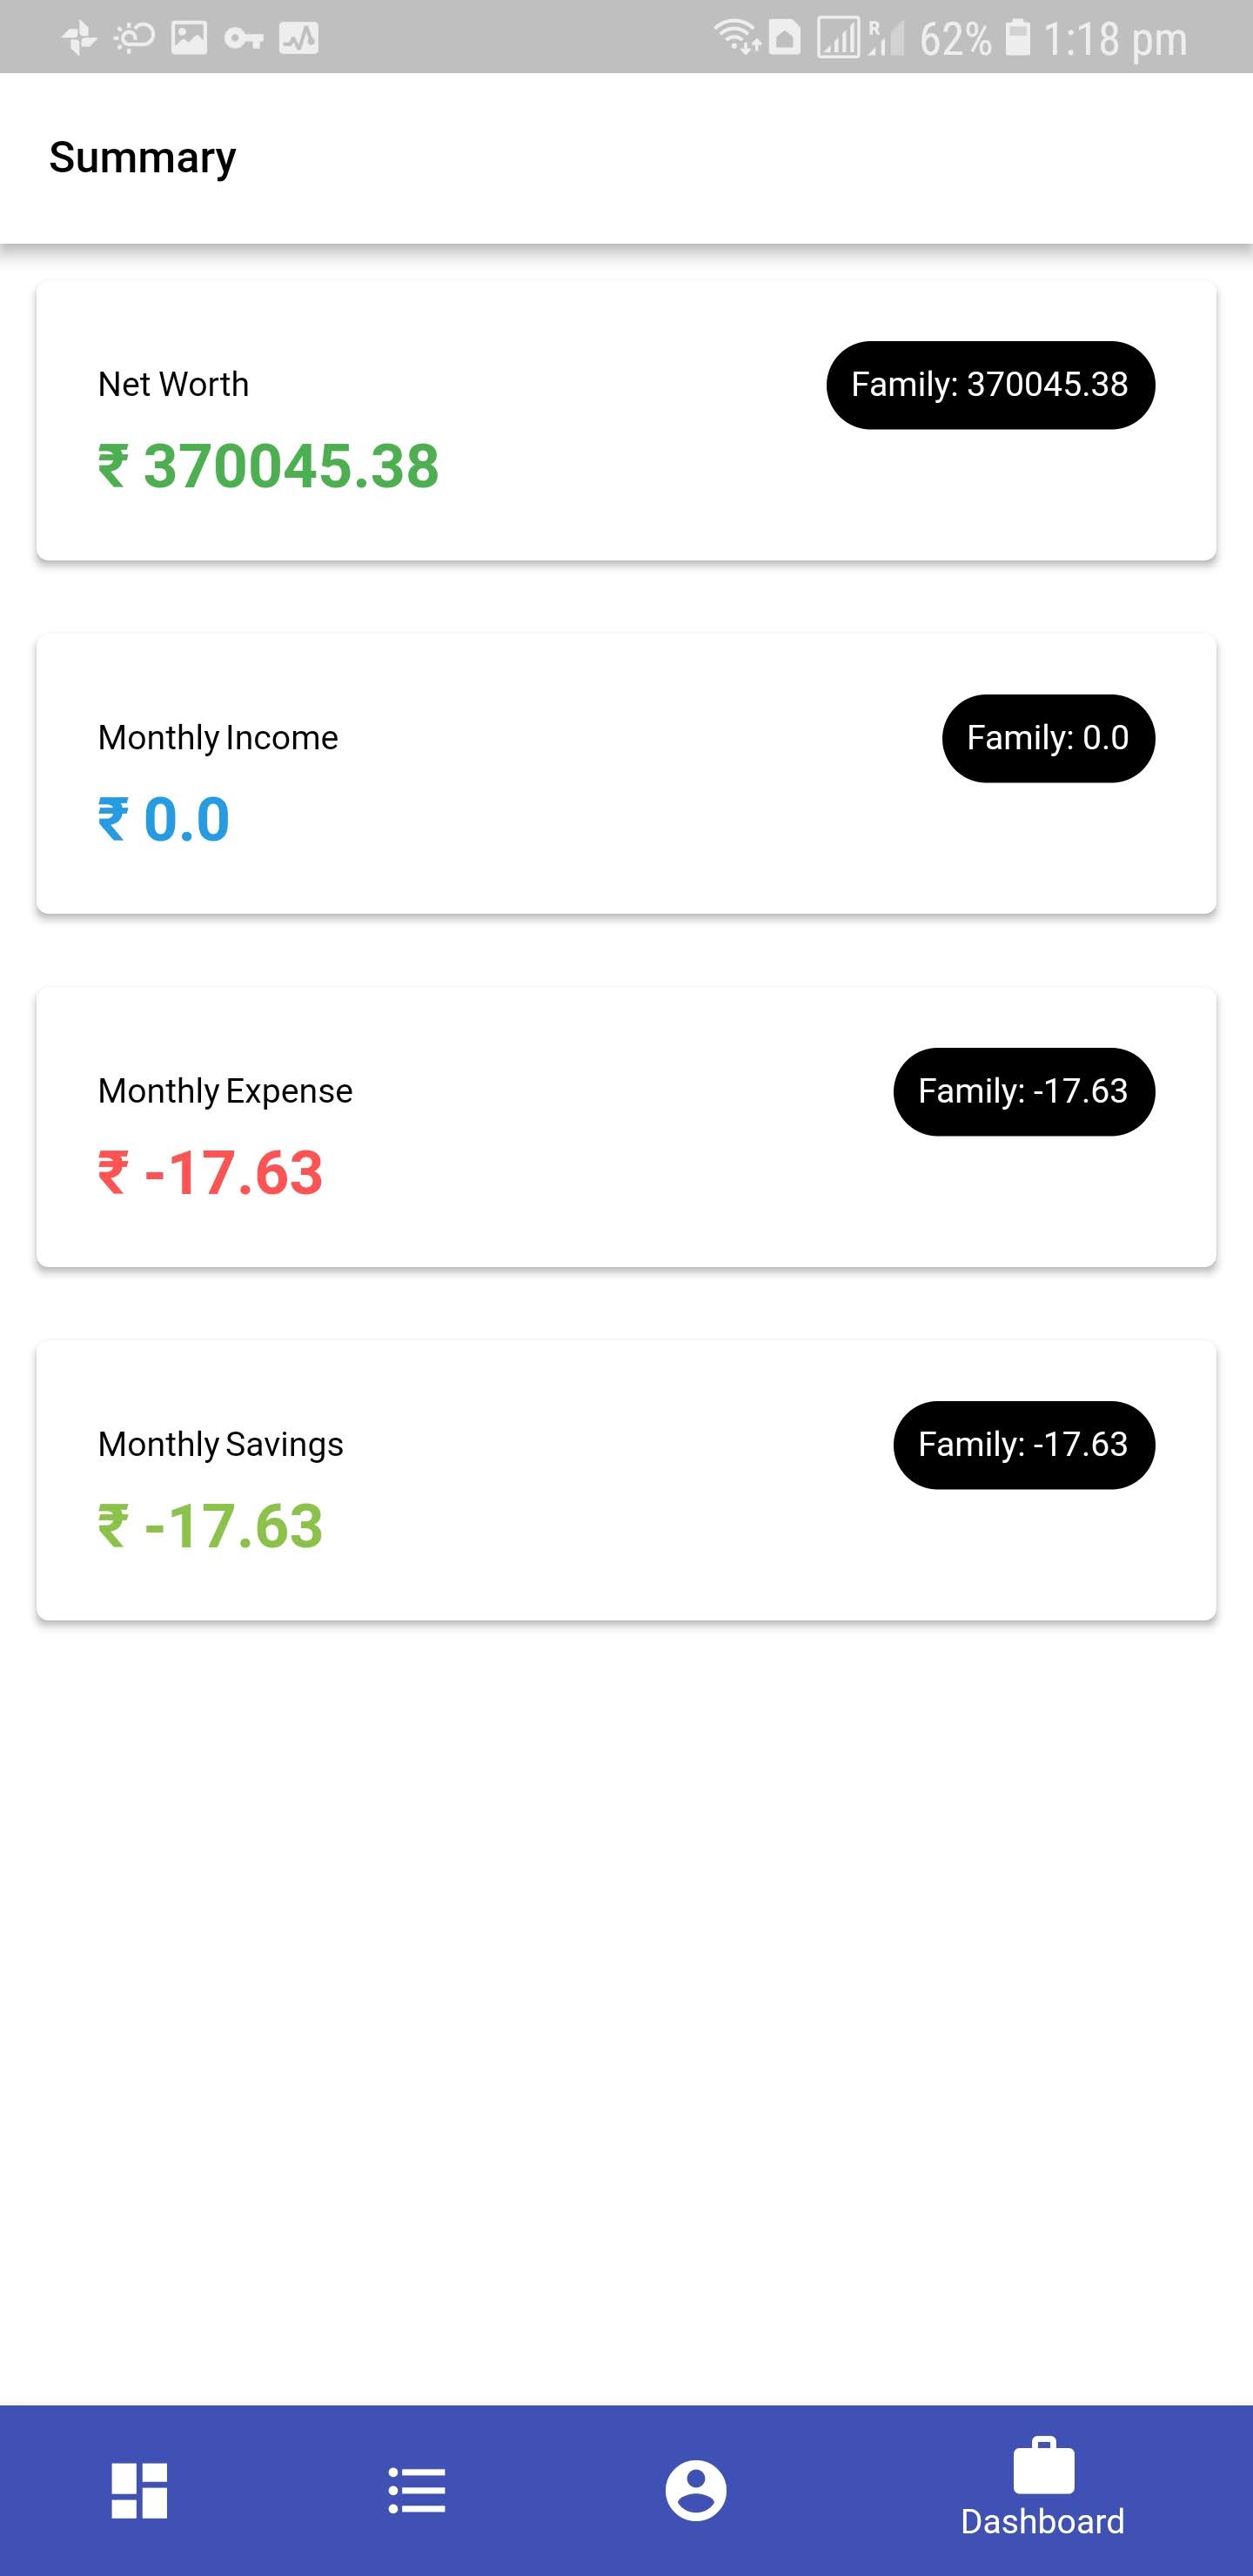 62% 1:18 pm
Summary
Net Worth
Family: 370045.38
₹ 370045.38
Monthly Income
Family: 0.0
₹ 0.0
Monthly Expense
Family: -17.63
₹ -17.63
Monthly Savings
Family: -17.63
₹ -17.63
Dashboard